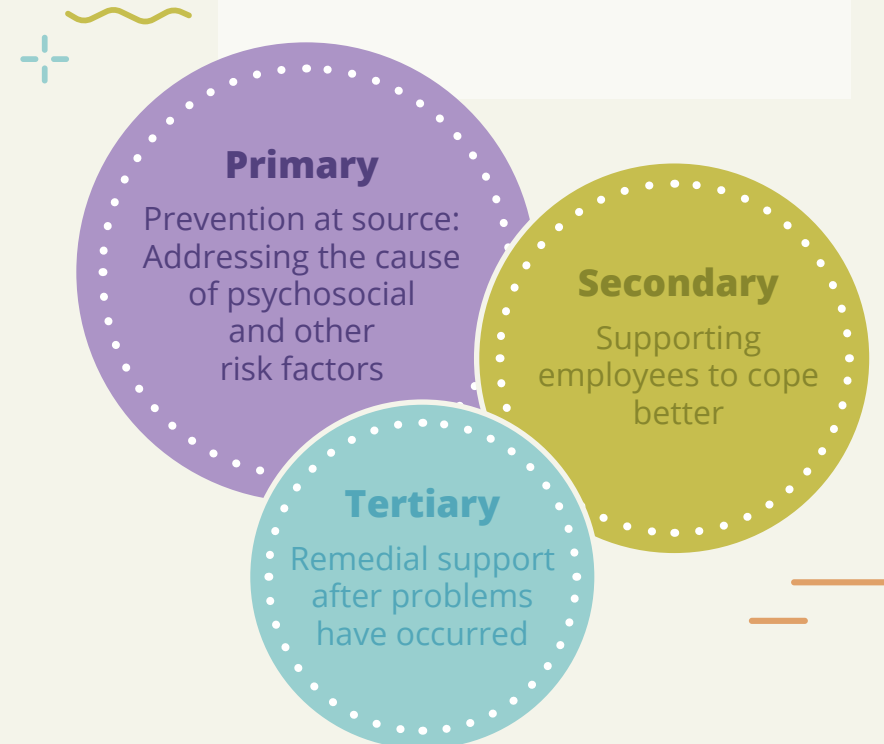 Primary
Prevention at source:
Addressing the cause
of psychosocial
and other
risk factors
Secondary
Supporting
employees to cope
better
Tertiary
Remedial support
after problems
have occurred